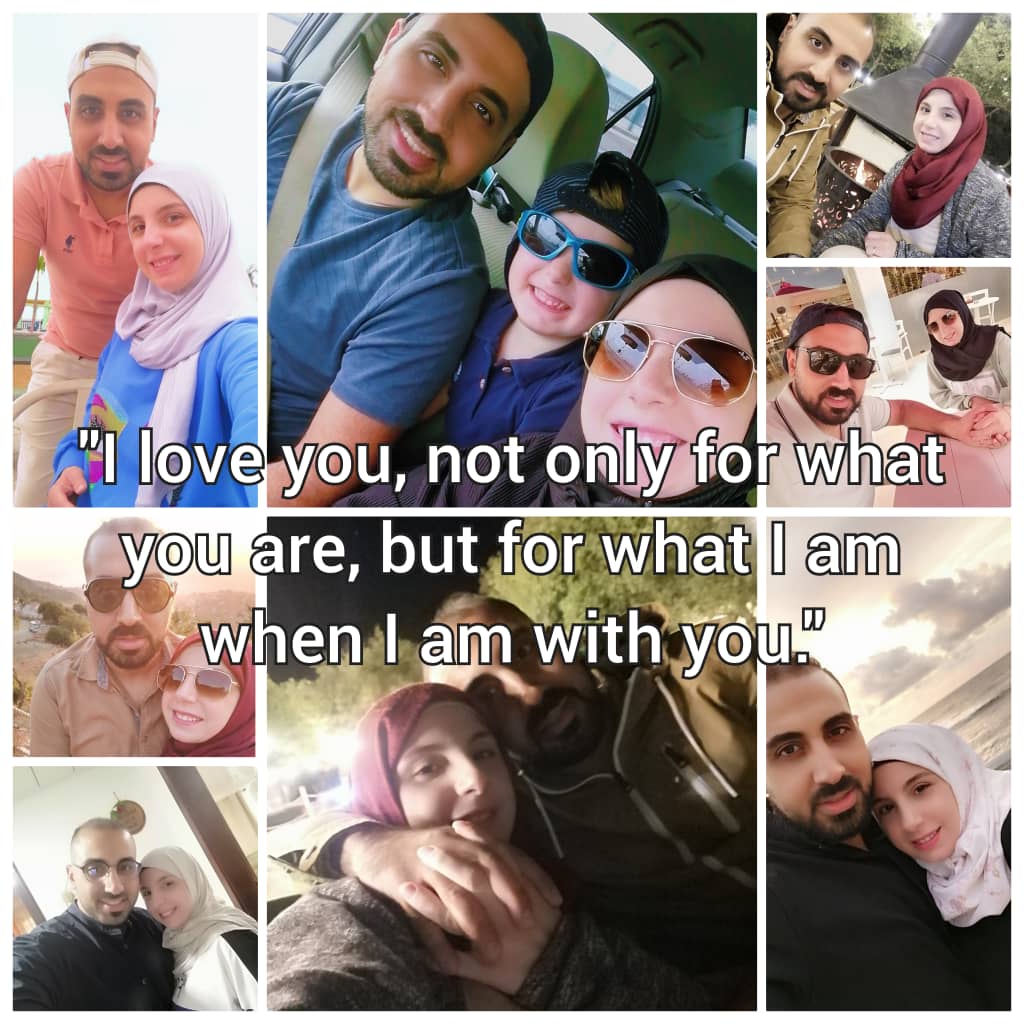 "I love you, not only for what
you are, but for what I am
when I am with you."